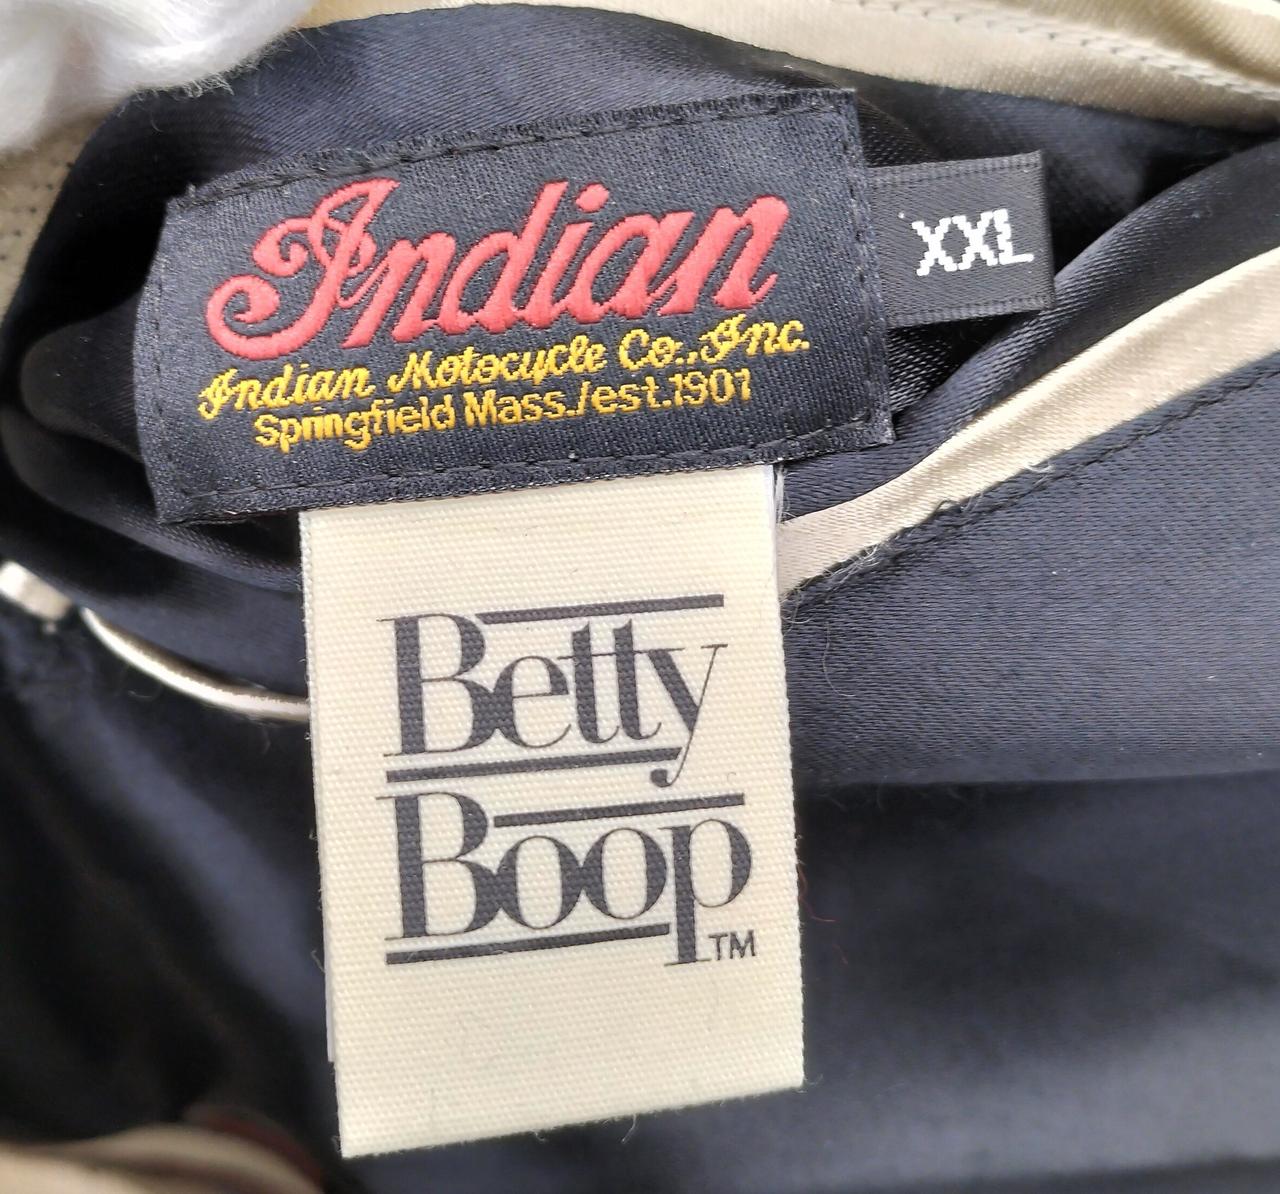 Indian
XXL
Indian Motocycle Co.,Inc.
Springfield Mass./est.1901
Betty
Boop
TM